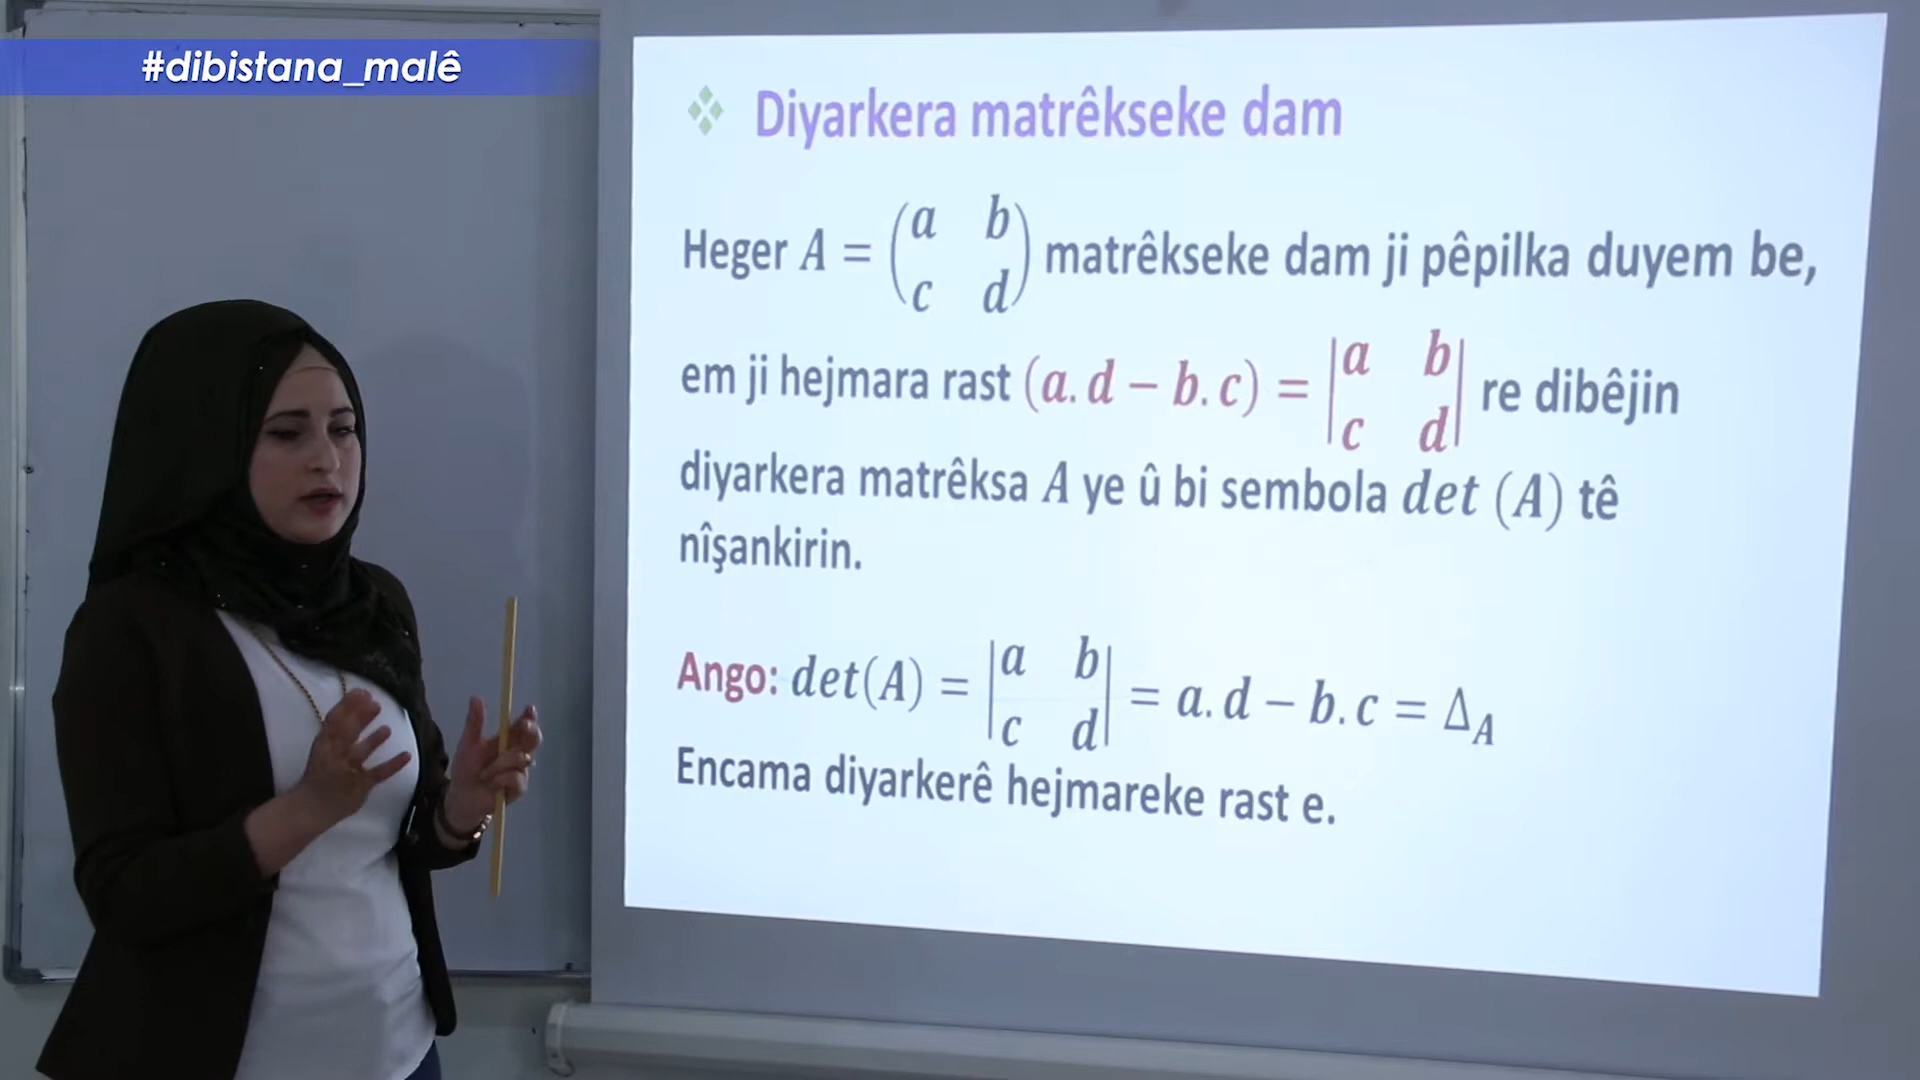 #dibistana_malê
❖ Diyarkera matrêkseke dam
Heger A = (a b
c d) matrêkseke dam ji pêpilka duyem be,
em ji hejmara rast (a.d − b.c) = |a b
c d| re dibêjin
diyarkera matrêksa A ye û bi sembola det (A) tê
nîşankirin.
Ango: det(A) = |a b
c d| = a.d − b.c = Δ_A
Encama diyarkerê hejmareke rast e.